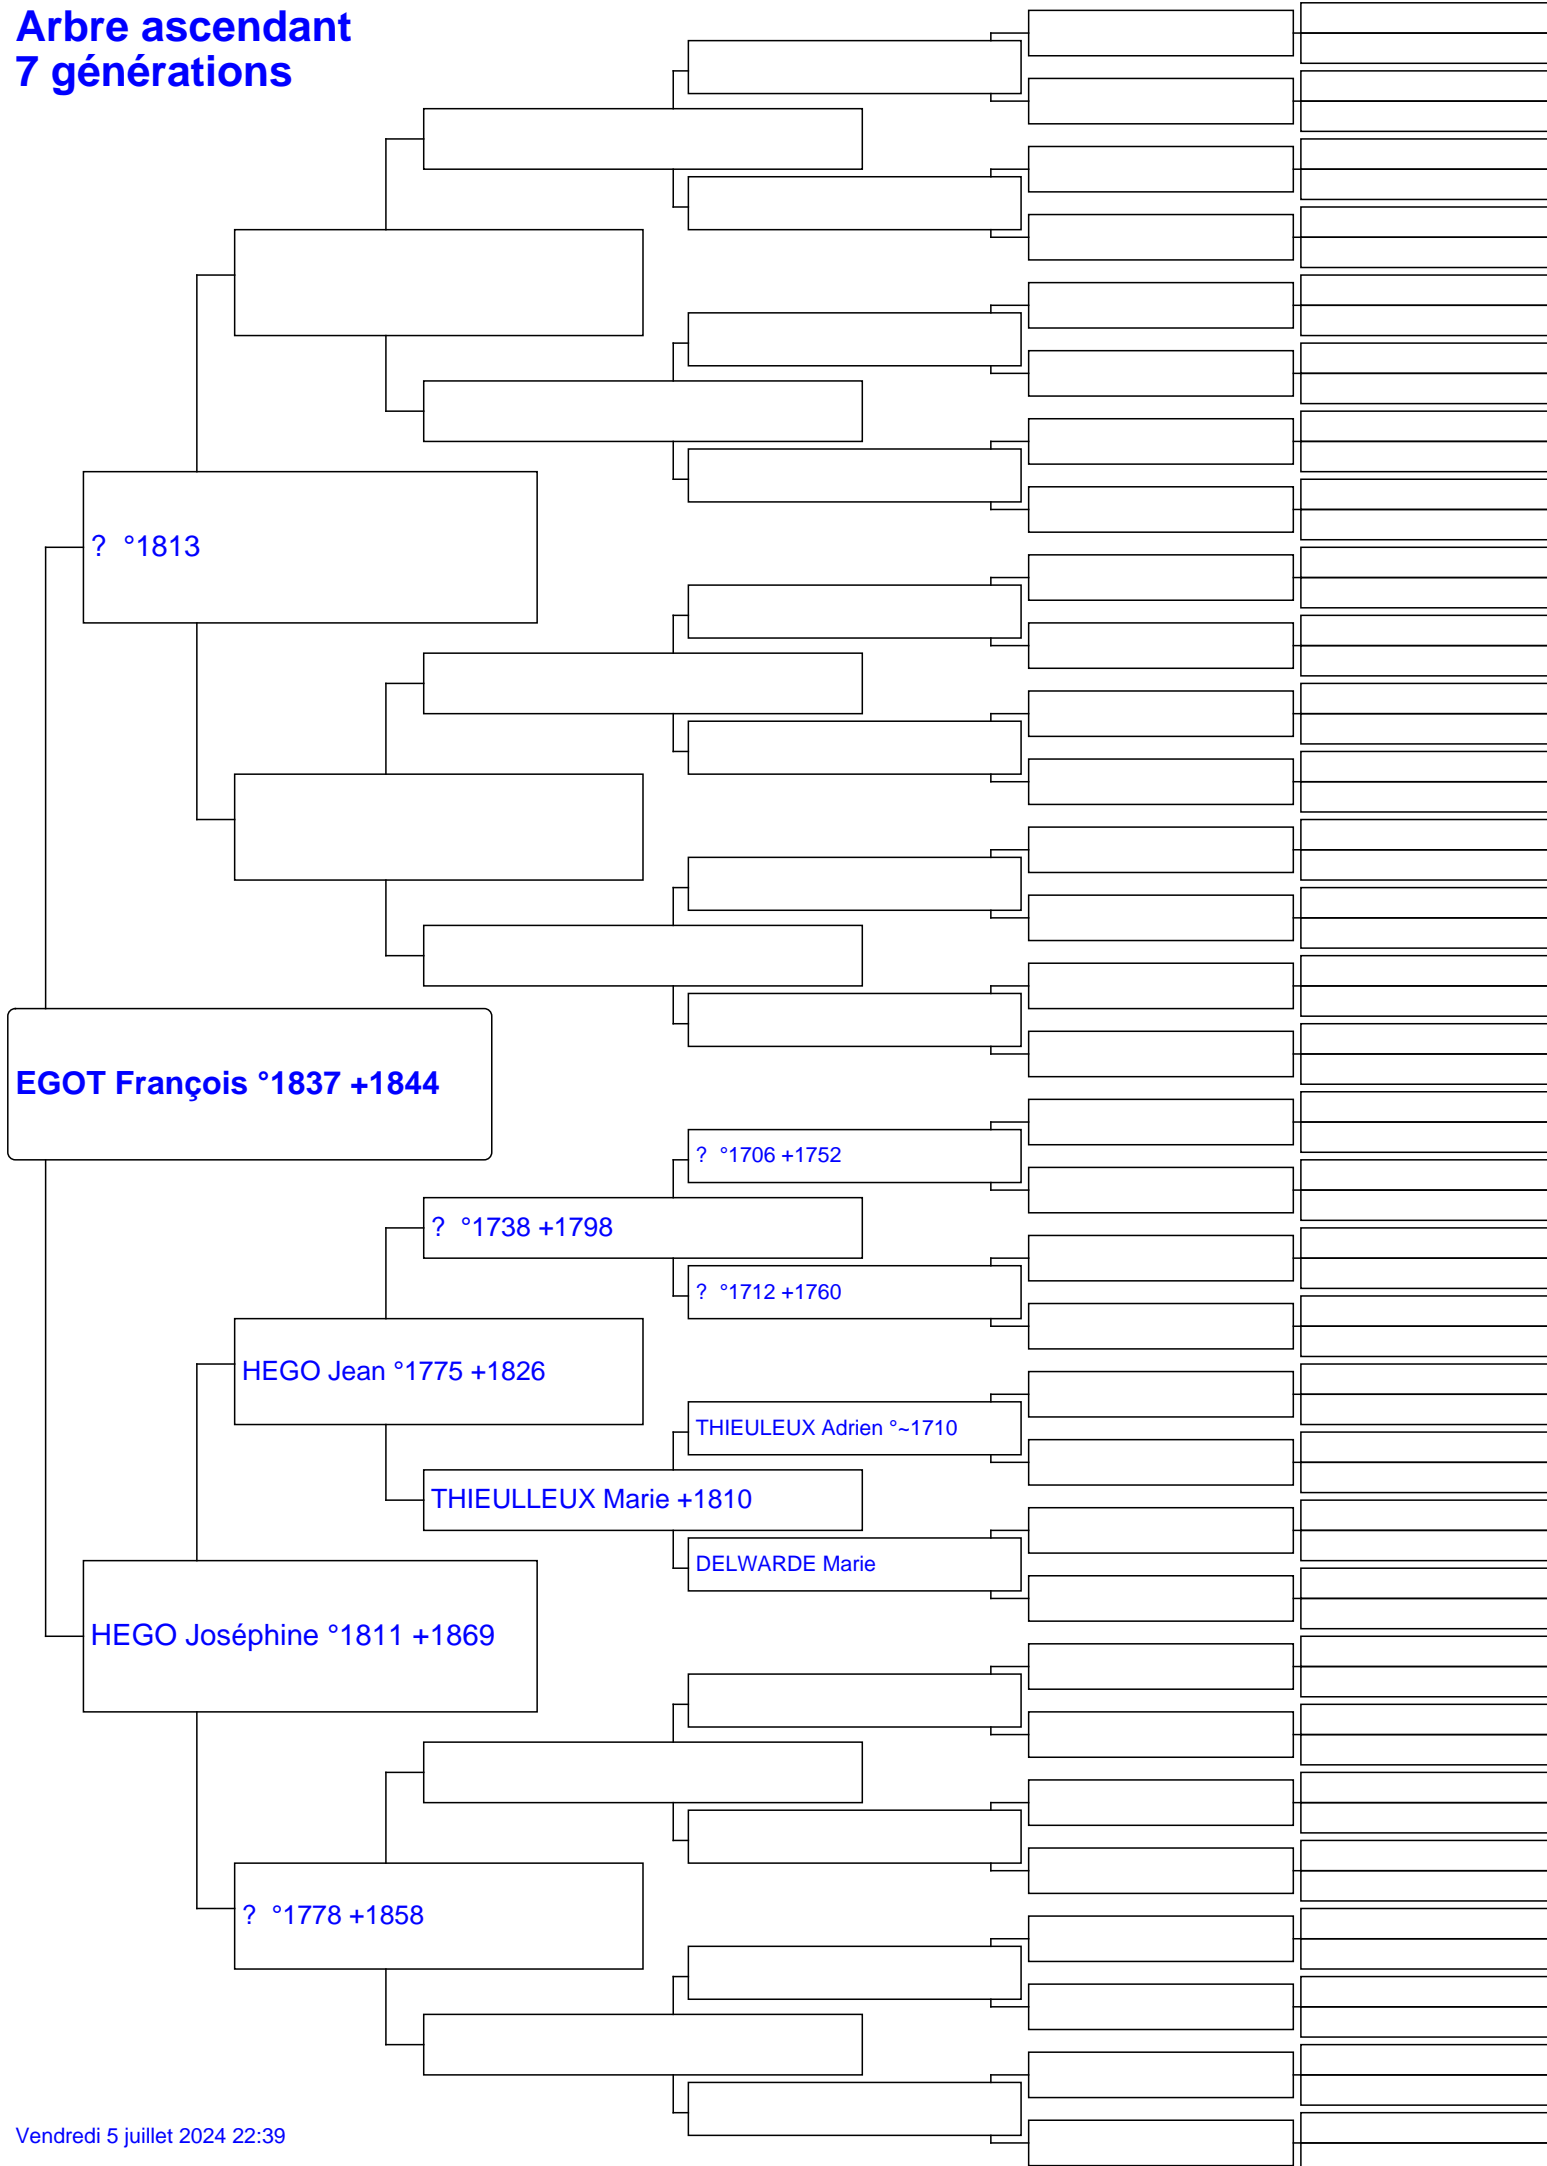 Arbre ascendant
7 générations
? °1813
EGOT François °1837 +1844
? °1706 +1752
? °1738 +1798
? °1712 +1760
HEGO Jean °1775 +1826
THIEULEUX Adrien °~1710
THIEULLEUX Marie +1810
DELWARDE Marie
HEGO Joséphine °1811 +1869
? °1778 +1858
Vendredi 5 juillet 2024 22:39